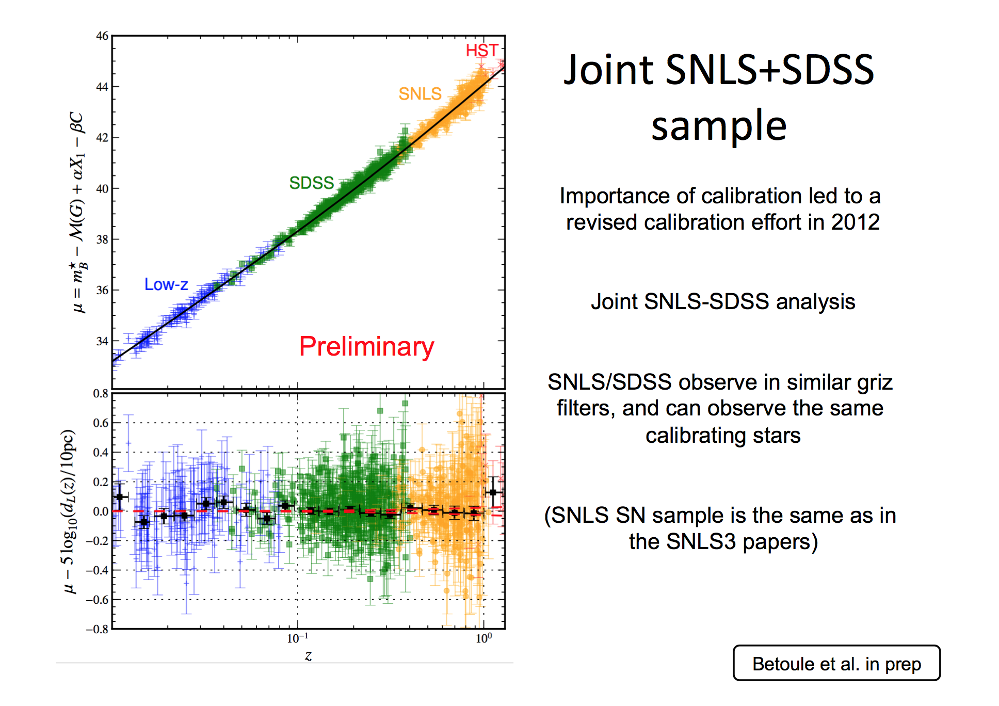 46
44
42
40
38
36
34
μ = m★B − M(G) + αX1 − βC
HST
SNLS
SDSS
Low-z
Preliminary
0.8
0.6
0.4
0.2
0.0
−0.2
−0.4
−0.6
−0.8
μ − 5log10(dL(z)/10pc)
10−1
100
z
Joint SNLS+SDSS
sample
Importance of calibration led to a
revised calibration effort in 2012
Joint SNLS-SDSS analysis
SNLS/SDSS observe in similar griz
filters, and can observe the same
calibrating stars
(SNLS SN sample is the same as in
the SNLS3 papers)
Betoule et al. in prep